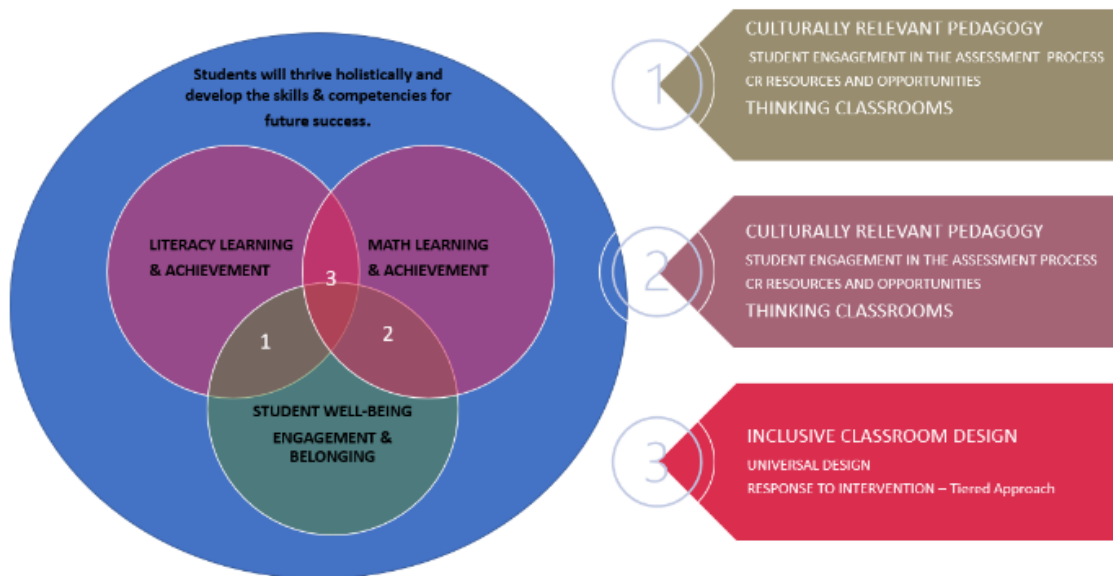 Students will thrive holistically and
develop the skills & competencies for
future success.
LITERACY LEARNING
& ACHIEVEMENT
MATH LEARNING
& ACHIEVEMENT
3
1
2
STUDENT WELL-BEING
ENGAGEMENT &
BELONGING
1
CULTURALLY RELEVANT PEDAGOGY
STUDENT ENGAGEMENT IN THE ASSESSMENT PROCESS
CR RESOURCES AND OPPORTUNITIES
THINKING CLASSROOMS
2
CULTURALLY RELEVANT PEDAGOGY
STUDENT ENGAGEMENT IN THE ASSESSMENT PROCESS
CR RESOURCES AND OPPORTUNITIES
THINKING CLASSROOMS
3
INCLUSIVE CLASSROOM DESIGN
UNIVERSAL DESIGN
RESPONSE TO INTERVENTION – Tiered Approach